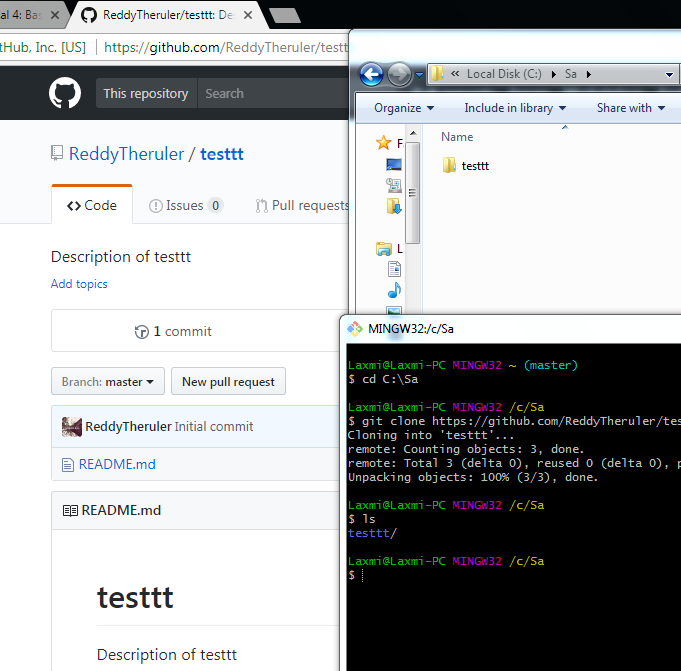 al 4: Bas
ReddyTheruler/testtt: Des
tHub, Inc. [US]
https://github.com/ReddyTheruler/testt
This repository
Search
ReddyTheruler / testtt
Code
Issues 0
Pull requests
Description of testtt
Add topics
1 commit
Branch: master
New pull request
ReddyTheruler Initial commit
README.md
README.md
testtt
Description of testtt
« Local Disk (C:) Sa
Organize
Include in library
Share with
F
L
Name
testtt
MINGW32:/c/Sa
Laxmi@Laxmi-PC MINGW32 ~ (master)
$ cd C:\Sa
Laxmi@Laxmi-PC MINGW32 /c/Sa
$ git clone https://github.com/ReddyTheruler/tes
Cloning into 'testtt'...
remote: Counting objects: 3, done.
remote: Total 3 (delta 0), reused 0 (delta 0), p
Unpacking objects: 100% (3/3), done.
Laxmi@Laxmi-PC MINGW32 /c/Sa
$ ls
testtt/
Laxmi@Laxmi-PC MINGW32 /c/Sa
$